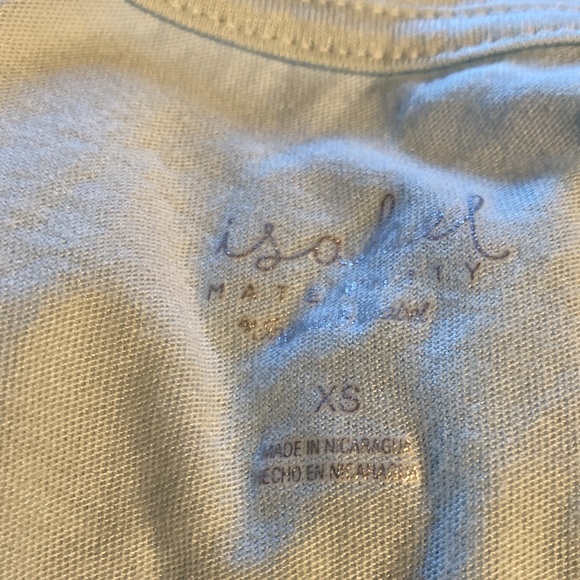 isabel
MATERNITY
XS
MADE IN NICARAGUA
HECHO EN NICARAGUA